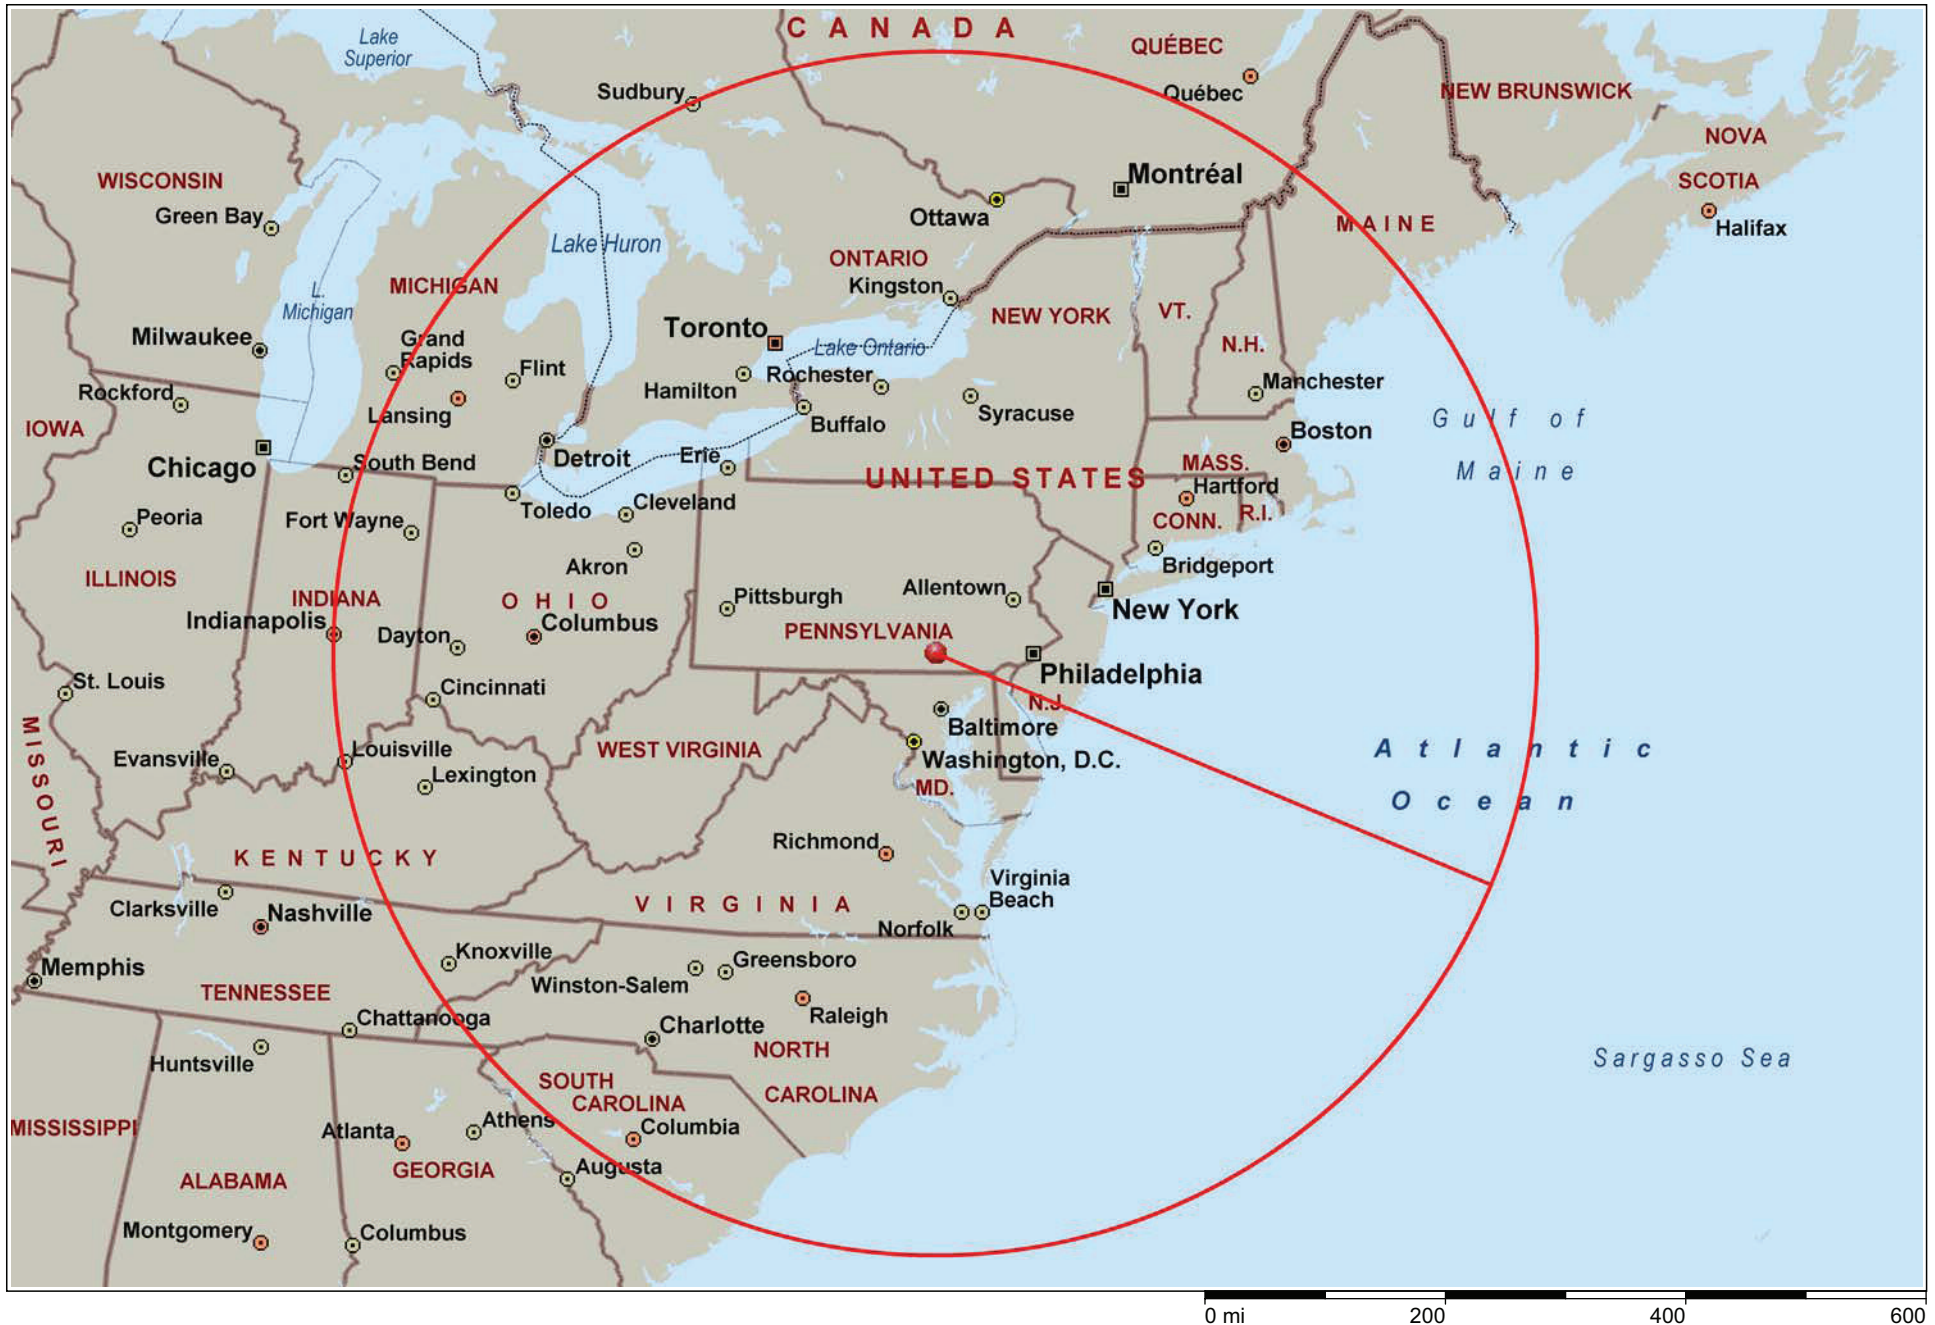 CANADA
Lake
Superior
QUÉBEC
Québec
Sudbury
NEW BRUNSWICK
NOVA
SCOTIA
Halifax
WISCONSIN
Green Bay
Montréal
Ottawa
MAINE
Lake Huron
ONTARIO
Kingston
MICHIGAN
L.
Michigan
NEW YORK
VT.
N.H.
Milwaukee
Grand
Rapids
Toronto
Lake Ontario
Flint
Rockford
Lansing
Hamilton
Rochester
Manchester
Syracuse
Buffalo
IOWA
Boston
Gulf of
Maine
Chicago
South Bend
Detroit
Erie
UNITED STATES
MASS.
Hartford
Peoria
Fort Wayne
Toledo
Cleveland
CONN.
R.I.
Akron
Bridgeport
ILLINOIS
INDIANA
OHIO
Pittsburgh
Allentown
New York
Indianapolis
Dayton
Columbus
PENNSYLVANIA
Philadelphia
St. Louis
Cincinnati
N.J.
Baltimore
MISSOURI
Evansville
Louisville
Lexington
WEST VIRGINIA
Washington, D.C.
MD.
Atlantic
Ocean
Richmond
KENTUCKY
Virginia
Beach
Clarksville
Nashville
VIRGINIA
Norfolk
Memphis
Knoxville
Greensboro
Winston-Salem
TENNESSEE
Chattanooga
Charlotte
Raleigh
NORTH
CAROLINA
Huntsville
SOUTH
CAROLINA
Sargasso Sea
MISSISSIPPI
Atlanta
Athens
Columbia
GEORGIA
Augusta
ALABAMA
Montgomery
Columbus
0 mi 200 400 600